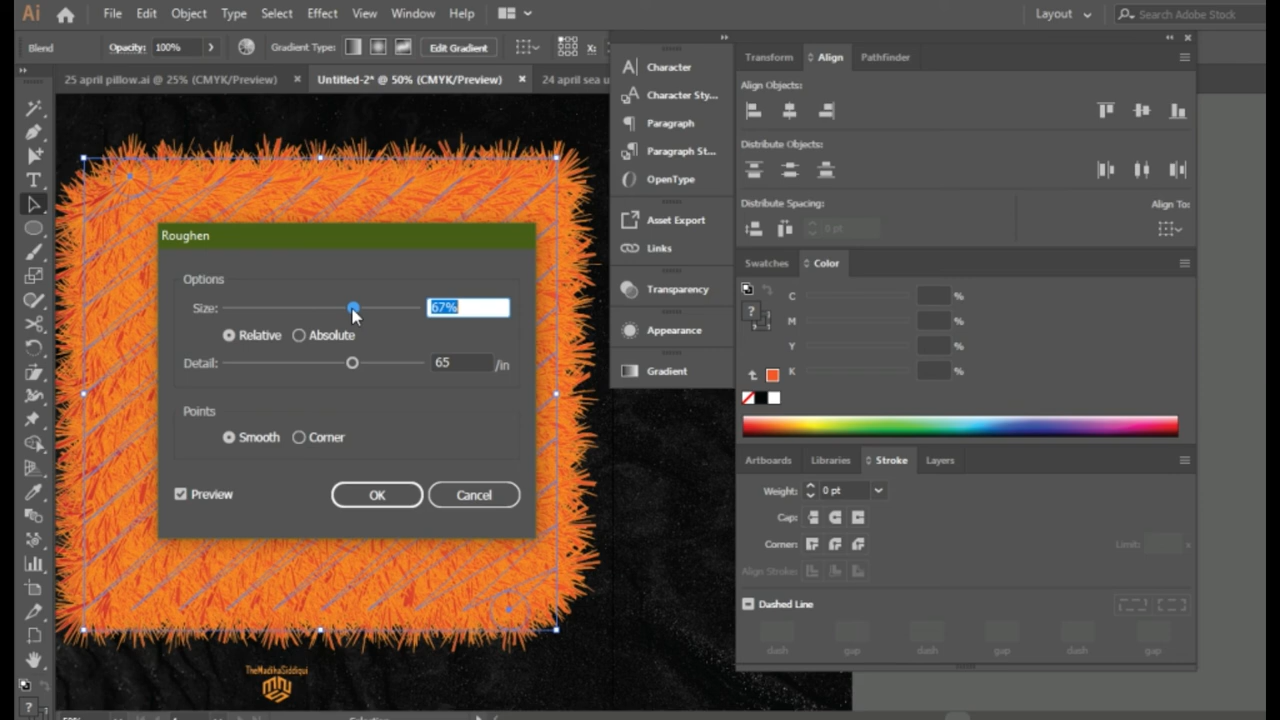 Ai File Edit Object Type Select Effect View Window Help Layout Search Adobe Stock
Blend Opacity: 100% Gradient Type: Edit Gradient X:
25 april pillow.ai @ 25% (CMYK/Preview) × Untitled-2* @ 50% (CMYK/Preview) × 24 april sea u
Character
Character Sty...
Paragraph
Paragraph St...
OpenType
Asset Export
Links
Transparency
Appearance
Gradient
Transform Align Pathfinder
Align Objects:
Distribute Objects:
Distribute Spacing: Align To:
0 pt
Swatches Color
C %
M %
Y %
K %
Artboards Libraries Stroke Layers
Weight: 0 pt
Cap:
Corner: Limit: x
Align Stroke:
Dashed Line
dash gap dash gap dash gap
Roughen
Options
Size: 67%
Relative Absolute
Detail: 65 /in
Points
Smooth Corner
Preview OK Cancel
TheMadihaSiddiqui